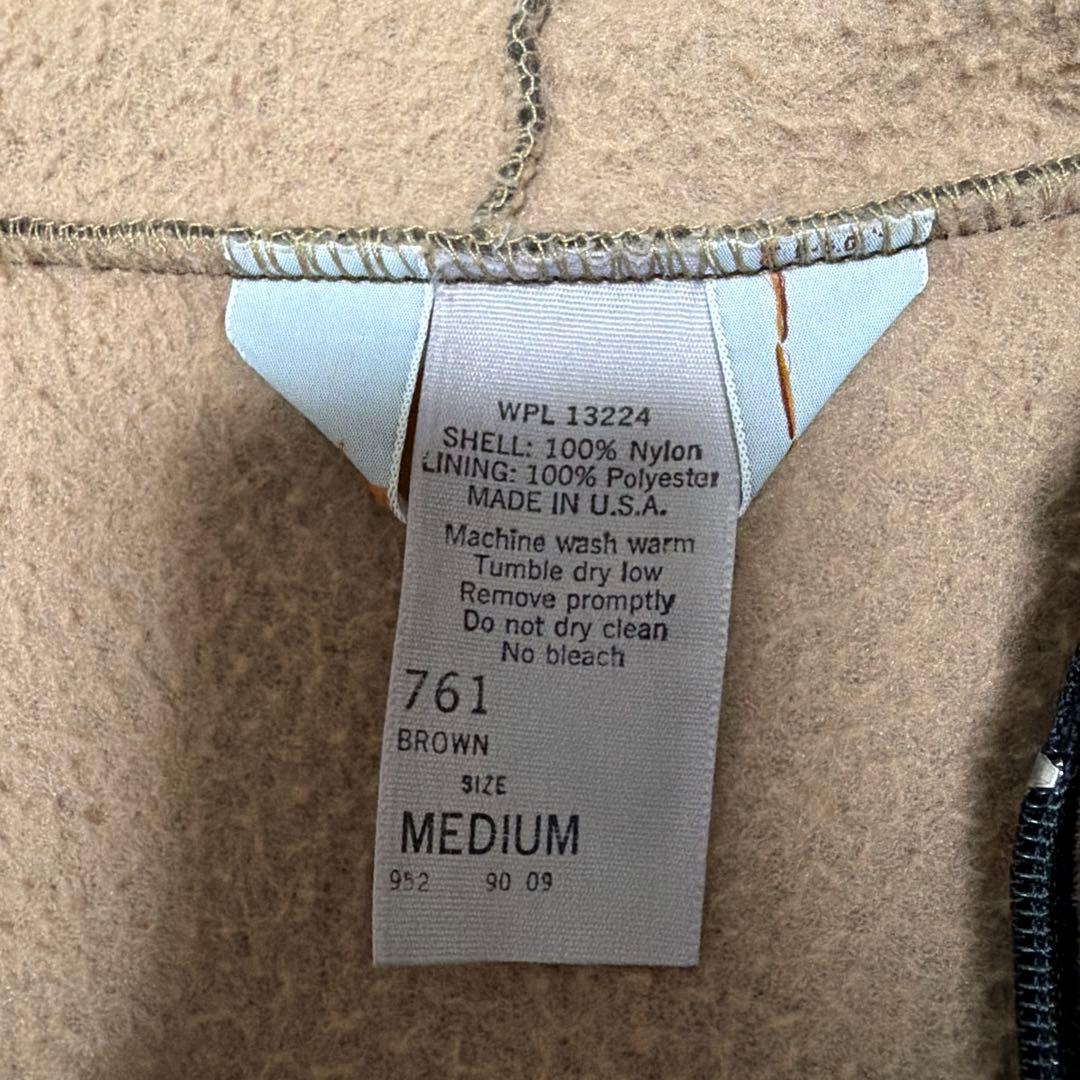 WPL 13224
SHELL: 100% Nylon
LINING: 100% Polyester
MADE IN U.S.A.
Machine wash warm
Tumble dry low
Remove promptly
Do not dry clean
No bleach
761
BROWN
SIZE
MEDIUM
952 90 09